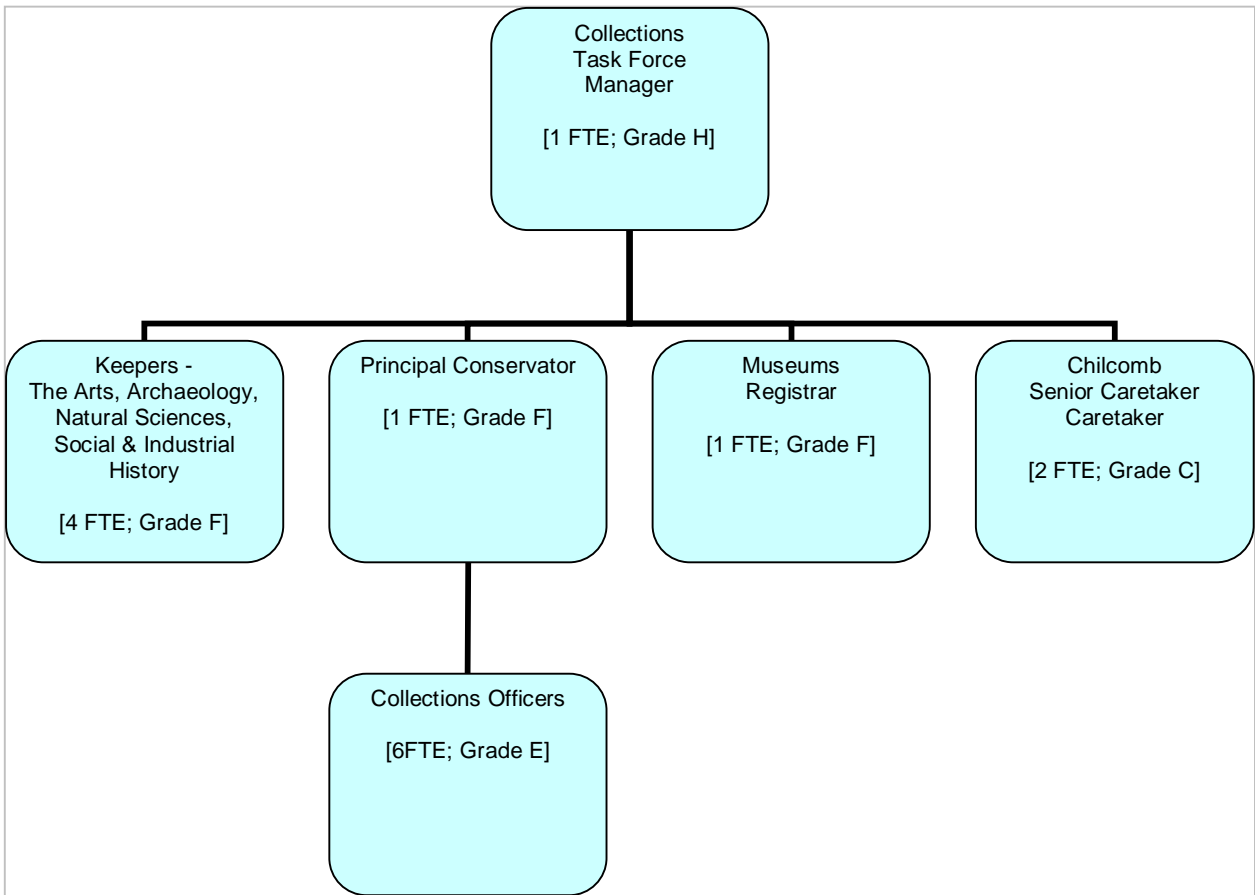 Collections
Task Force
Manager
[1 FTE; Grade H]
Keepers -
The Arts, Archaeology,
Natural Sciences,
Social & Industrial
History
[4 FTE; Grade F]
Principal Conservator
[1 FTE; Grade F]
Museums
Registrar
[1 FTE; Grade F]
Chilcomb
Senior Caretaker
Caretaker
[2 FTE; Grade C]
Collections Officers
[6FTE; Grade E]